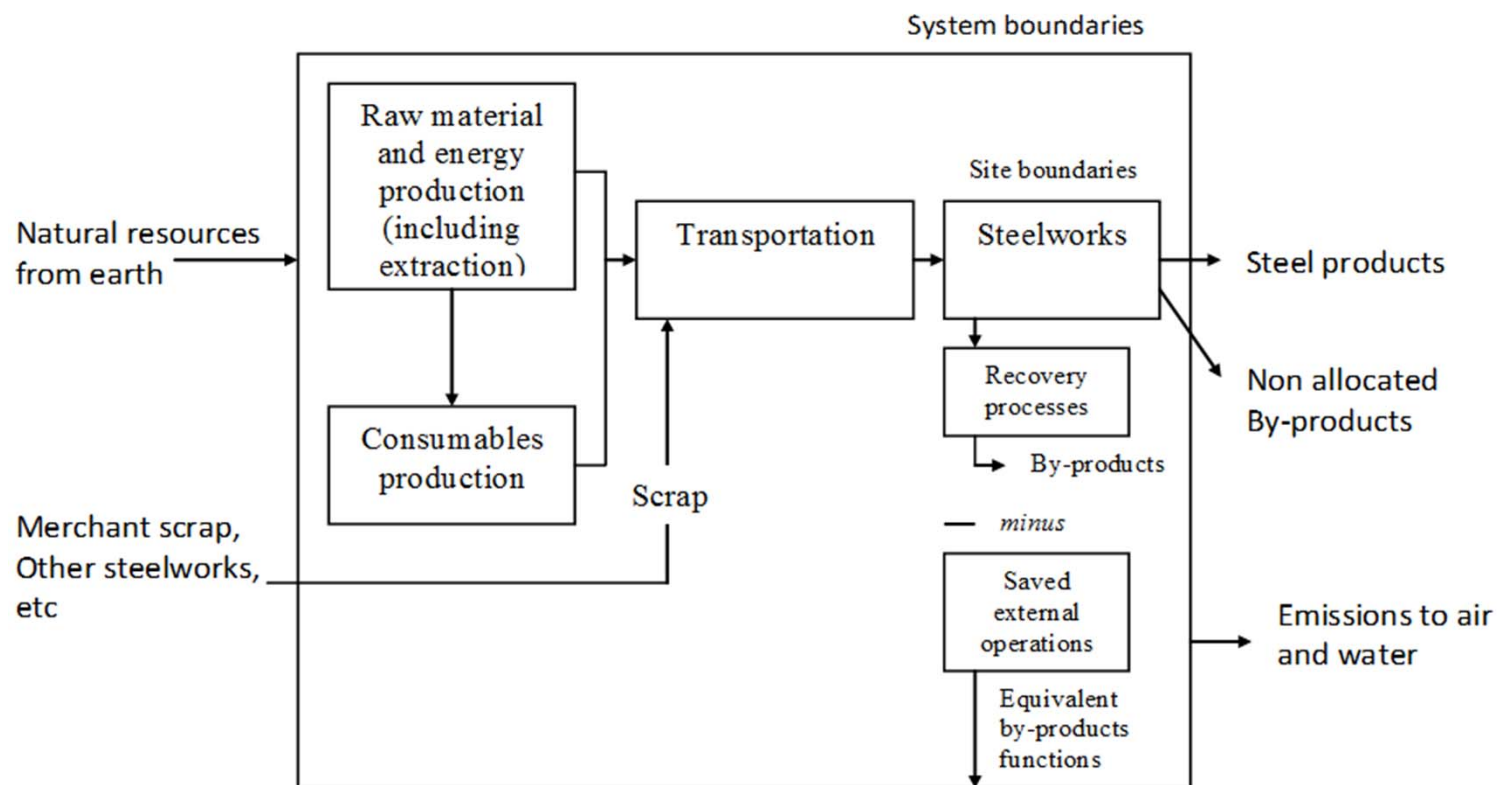 System boundaries
Raw material
and energy
production
(including
extraction)
Site boundaries
Natural resources
from earth
Transportation
Steelworks
Steel products
Recovery
processes
Non allocated
By-products
Consumables
production
By-products
Scrap
Merchant scrap,
Other steelworks,
etc
minus
Saved
external
operations
Emissions to air
and water
Equivalent
by-products
functions